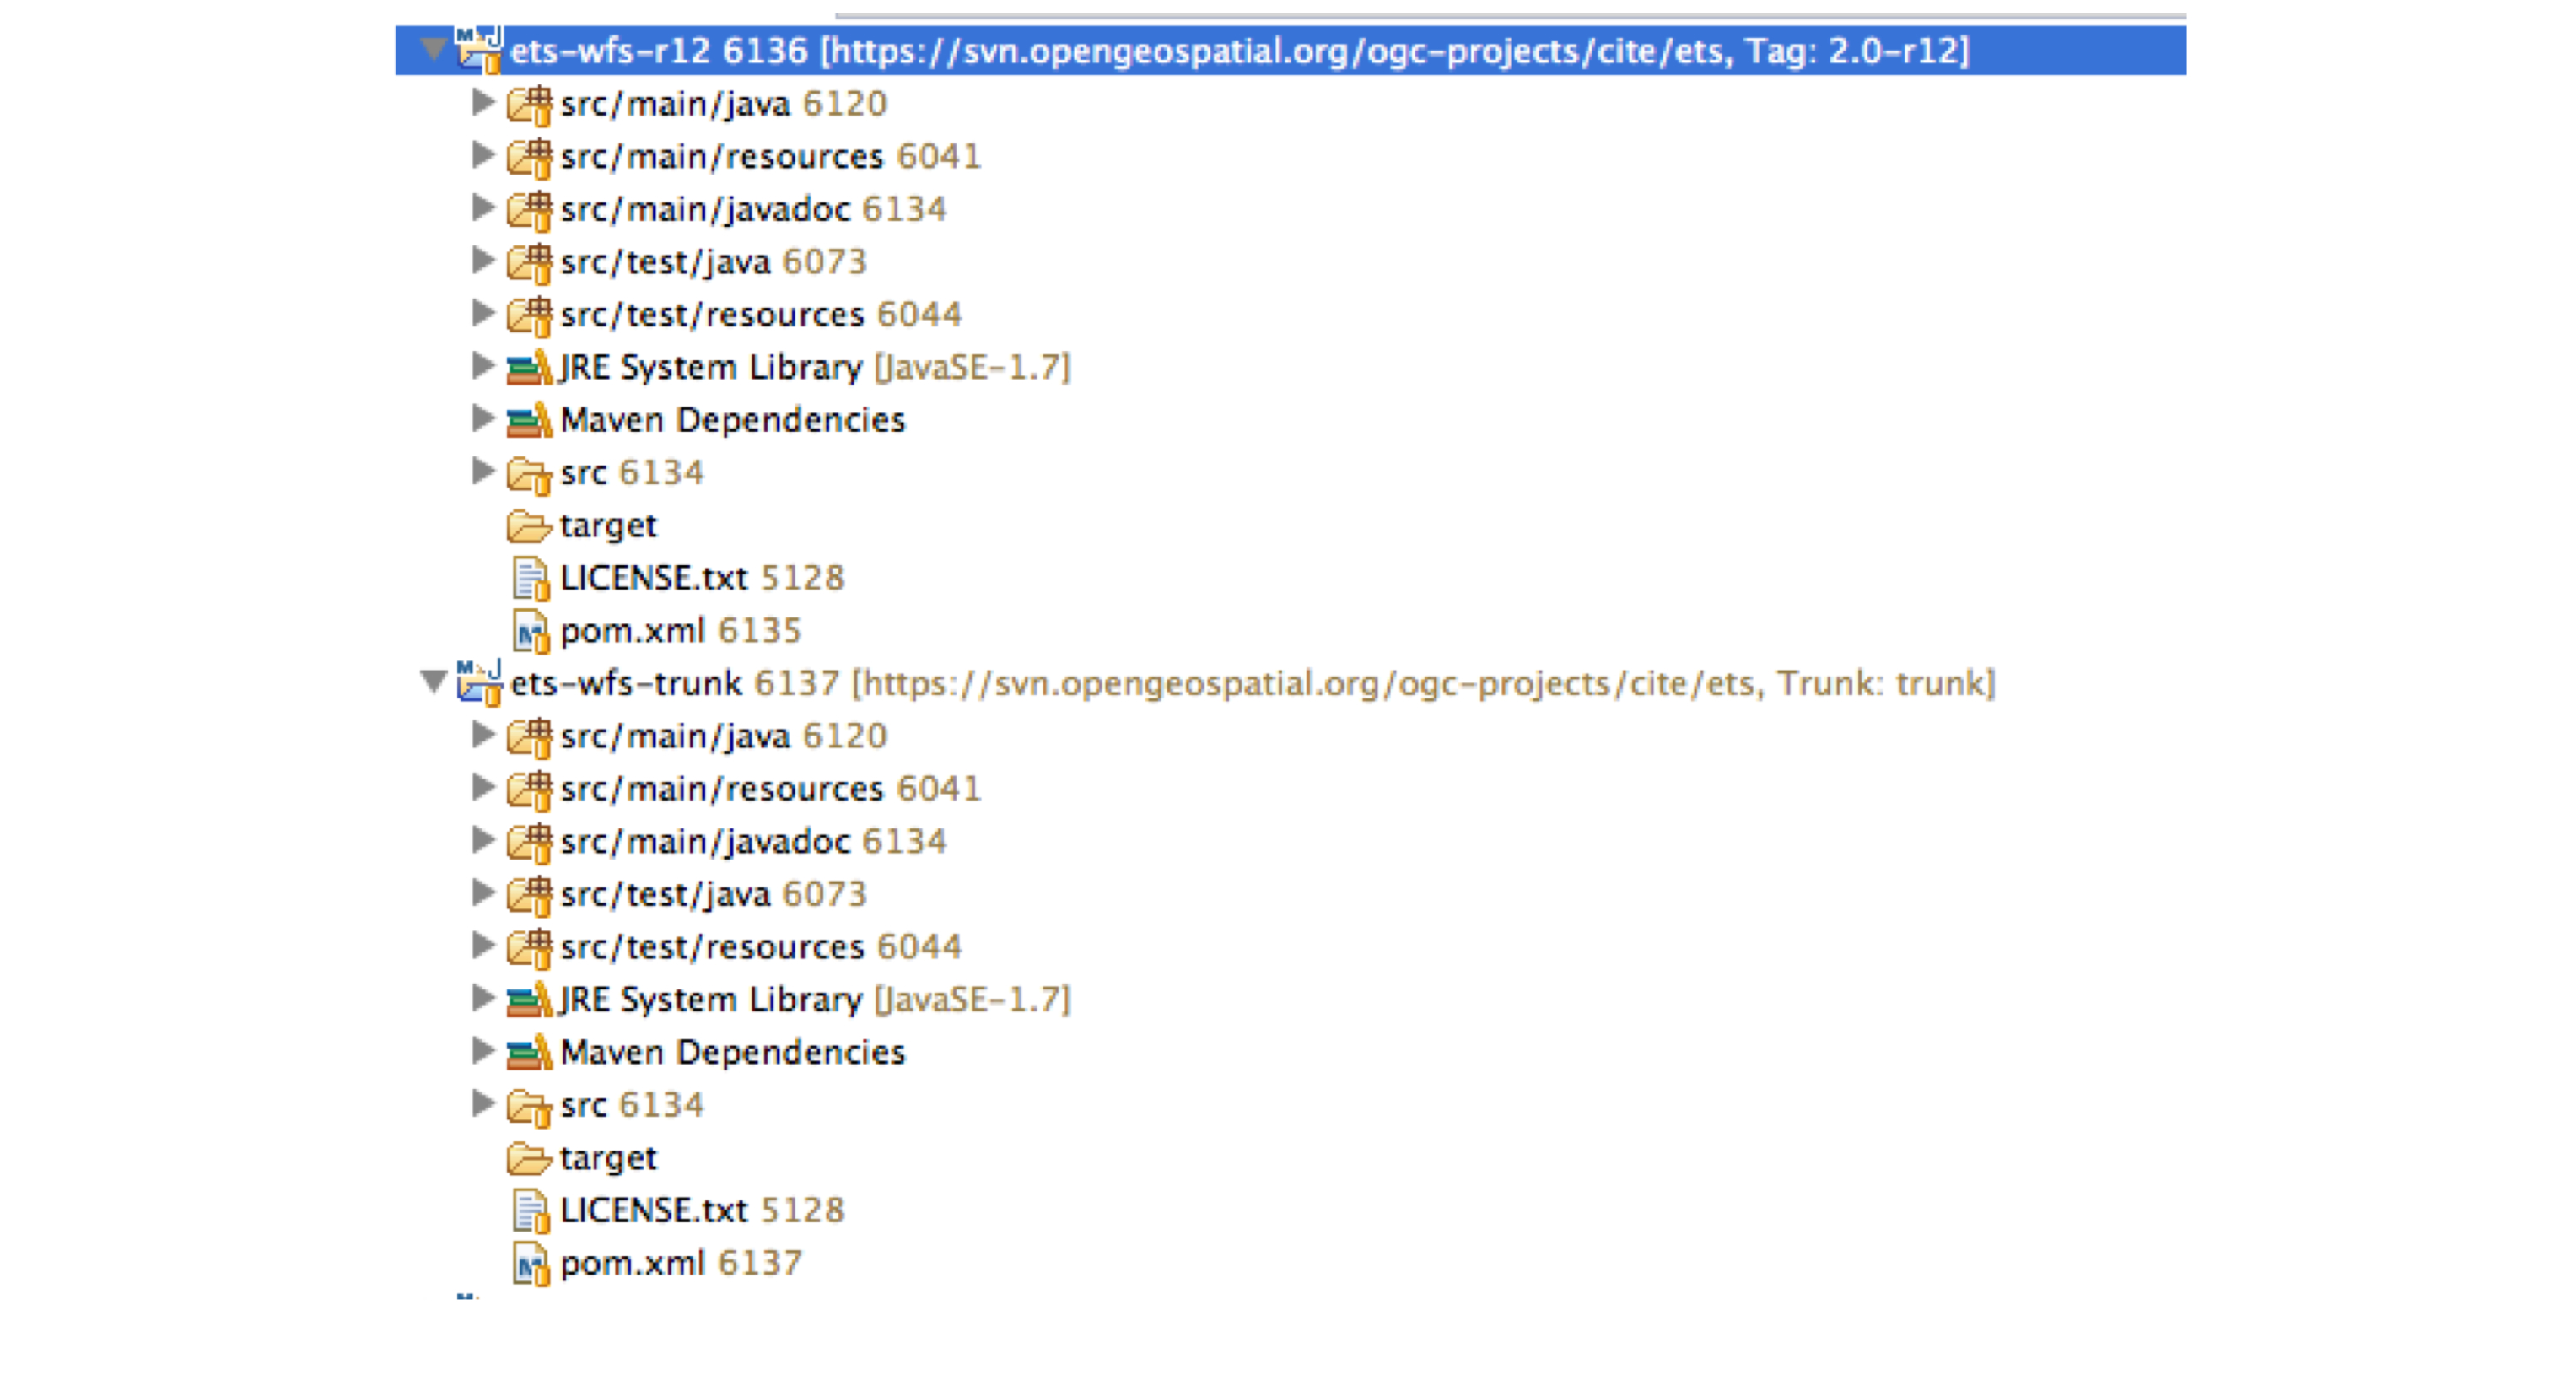 ets-wfs-r12 6136 [https://svn.opengeospatial.org/ogc-projects/cite/ets, Tag: 2.0-r12]
src/main/java 6120
src/main/resources 6041
src/main/javadoc 6134
src/test/java 6073
src/test/resources 6044
JRE System Library [JavaSE-1.7]
Maven Dependencies
src 6134
target
LICENSE.txt 5128
pom.xml 6135
ets-wfs-trunk 6137 [https://svn.opengeospatial.org/ogc-projects/cite/ets, Trunk: trunk]
src/main/java 6120
src/main/resources 6041
src/main/javadoc 6134
src/test/java 6073
src/test/resources 6044
JRE System Library [JavaSE-1.7]
Maven Dependencies
src 6134
target
LICENSE.txt 5128
pom.xml 6137